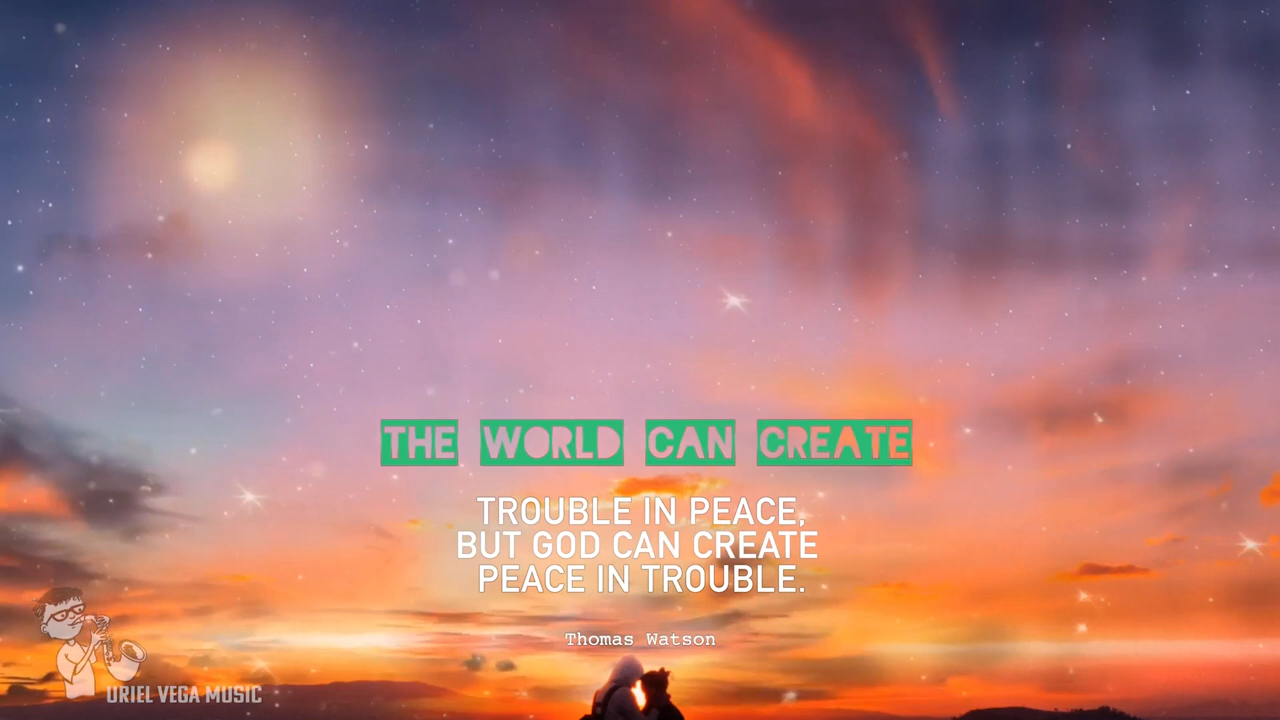 THE WORLD CAN CREATE
TROUBLE IN PEACE,
BUT GOD CAN CREATE
PEACE IN TROUBLE.
Thomas Watson
URIEL VEGA MUSIC